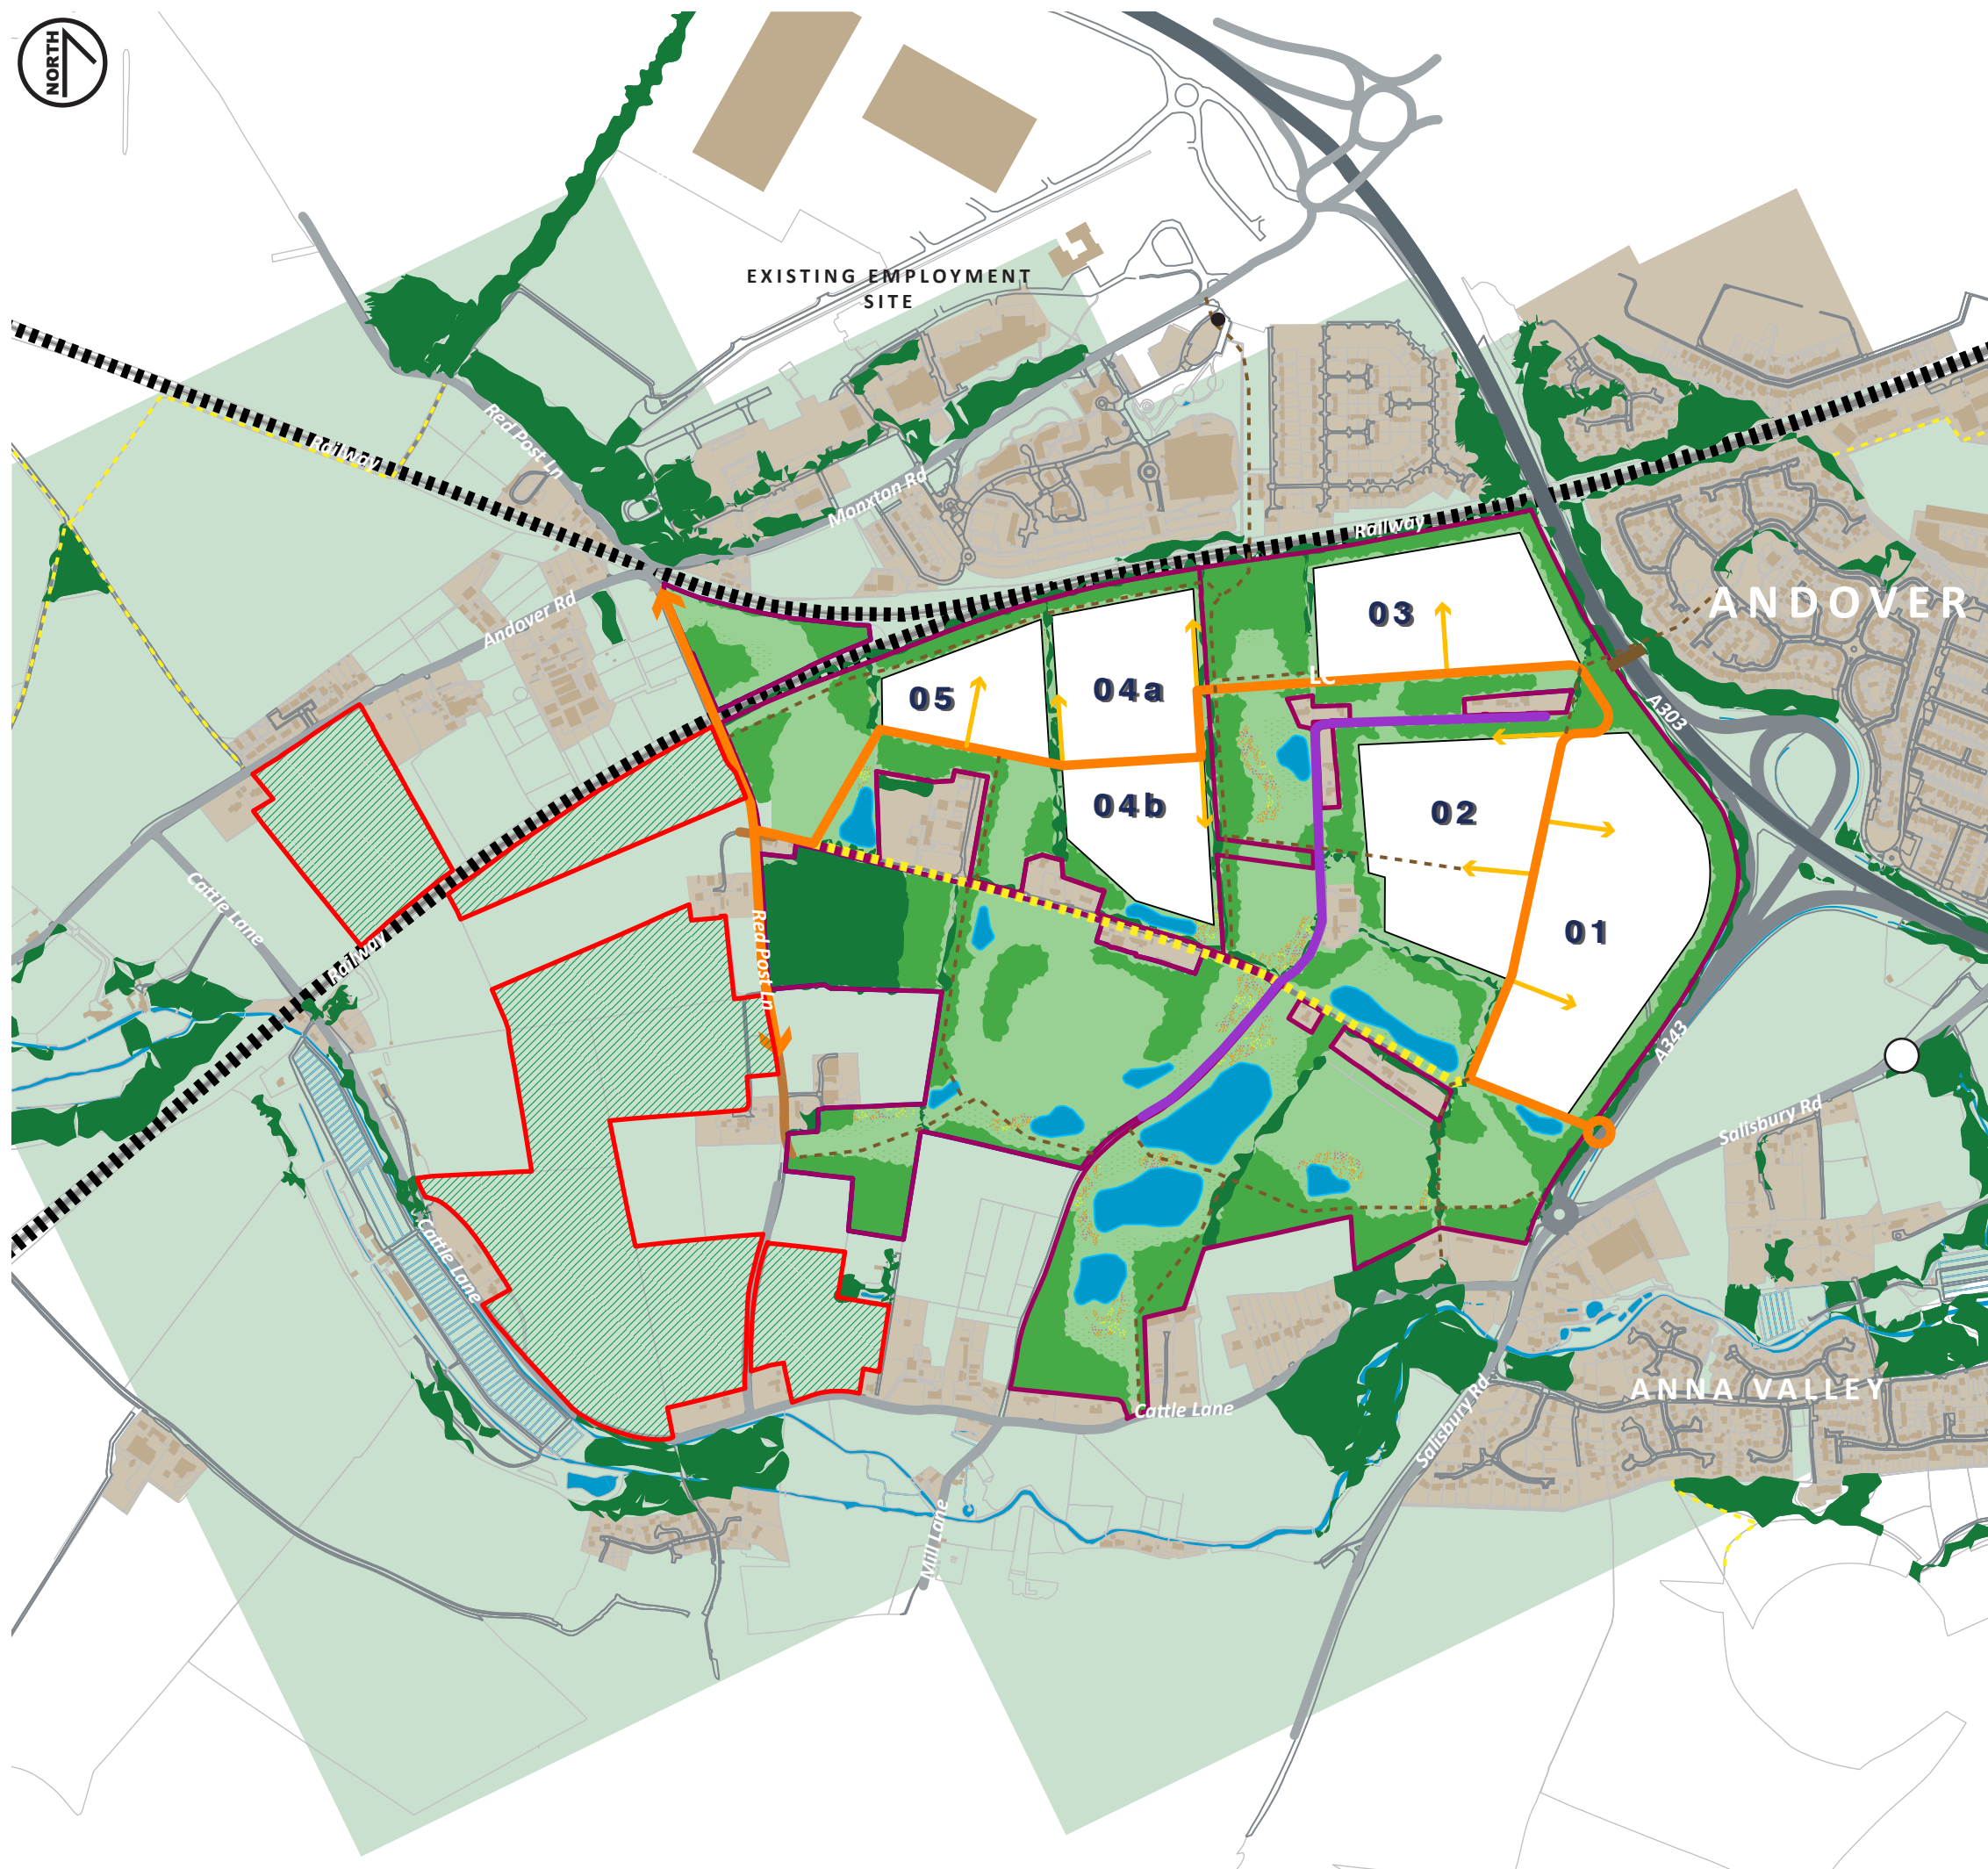 NORTH
EXISTING EMPLOYMENT
SITE
Red Post Ln
Railway
Monxton Rd
Railway
Andover Rd
ANDOVER
03
LC
05
04a
A303
04b
02
01
Cattle Lane
Railway
Red Post Ln
A343
Salisbury Rd
Cattle Lane
ANNA VALLEY
Cattle Lane
Salisbury Rd
Mill Lane